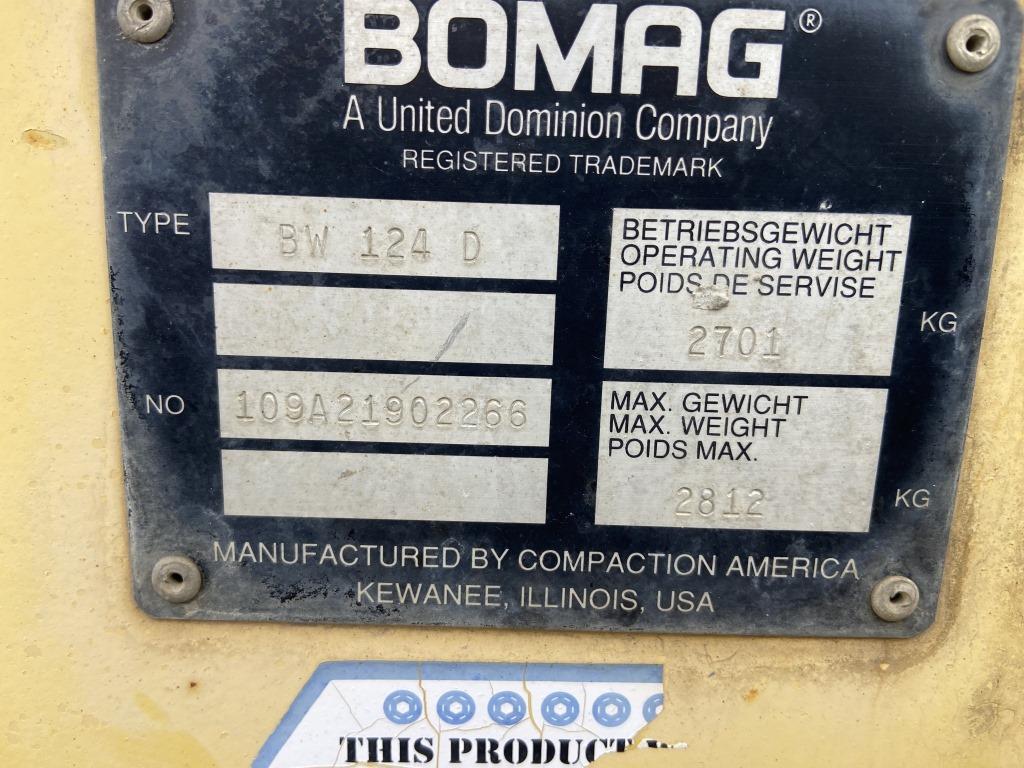 BOMAG®
A United Dominion Company
REGISTERED TRADEMARK
TYPE BW 124 D
BETRIEBSGEWICHT
OPERATING WEIGHT
POIDS DE SERVISE
2701 KG
NO 109A21902266
MAX. GEWICHT
MAX. WEIGHT
POIDS MAX.
2812 KG
MANUFACTURED BY COMPACTION AMERICA
KEWANEE, ILLINOIS, USA
THIS PRODUCT